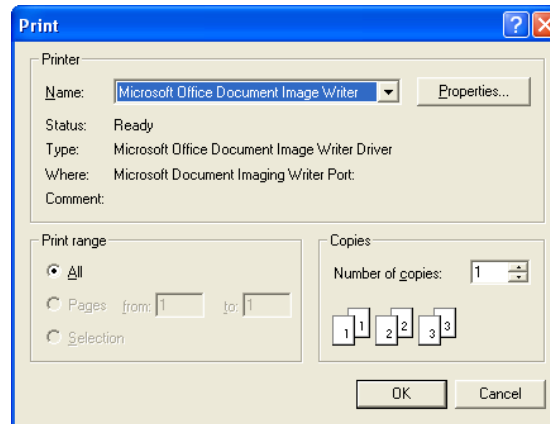 Print
Printer
Name: Microsoft Office Document Image Writer Properties...
Status: Ready
Type: Microsoft Office Document Image Writer Driver
Where: Microsoft Document Imaging Writer Port:
Comment:
Print range
All
Pages from: 1 to: 1
Selection
Copies
Number of copies: 1
1 1 2 2 3 3
OK Cancel